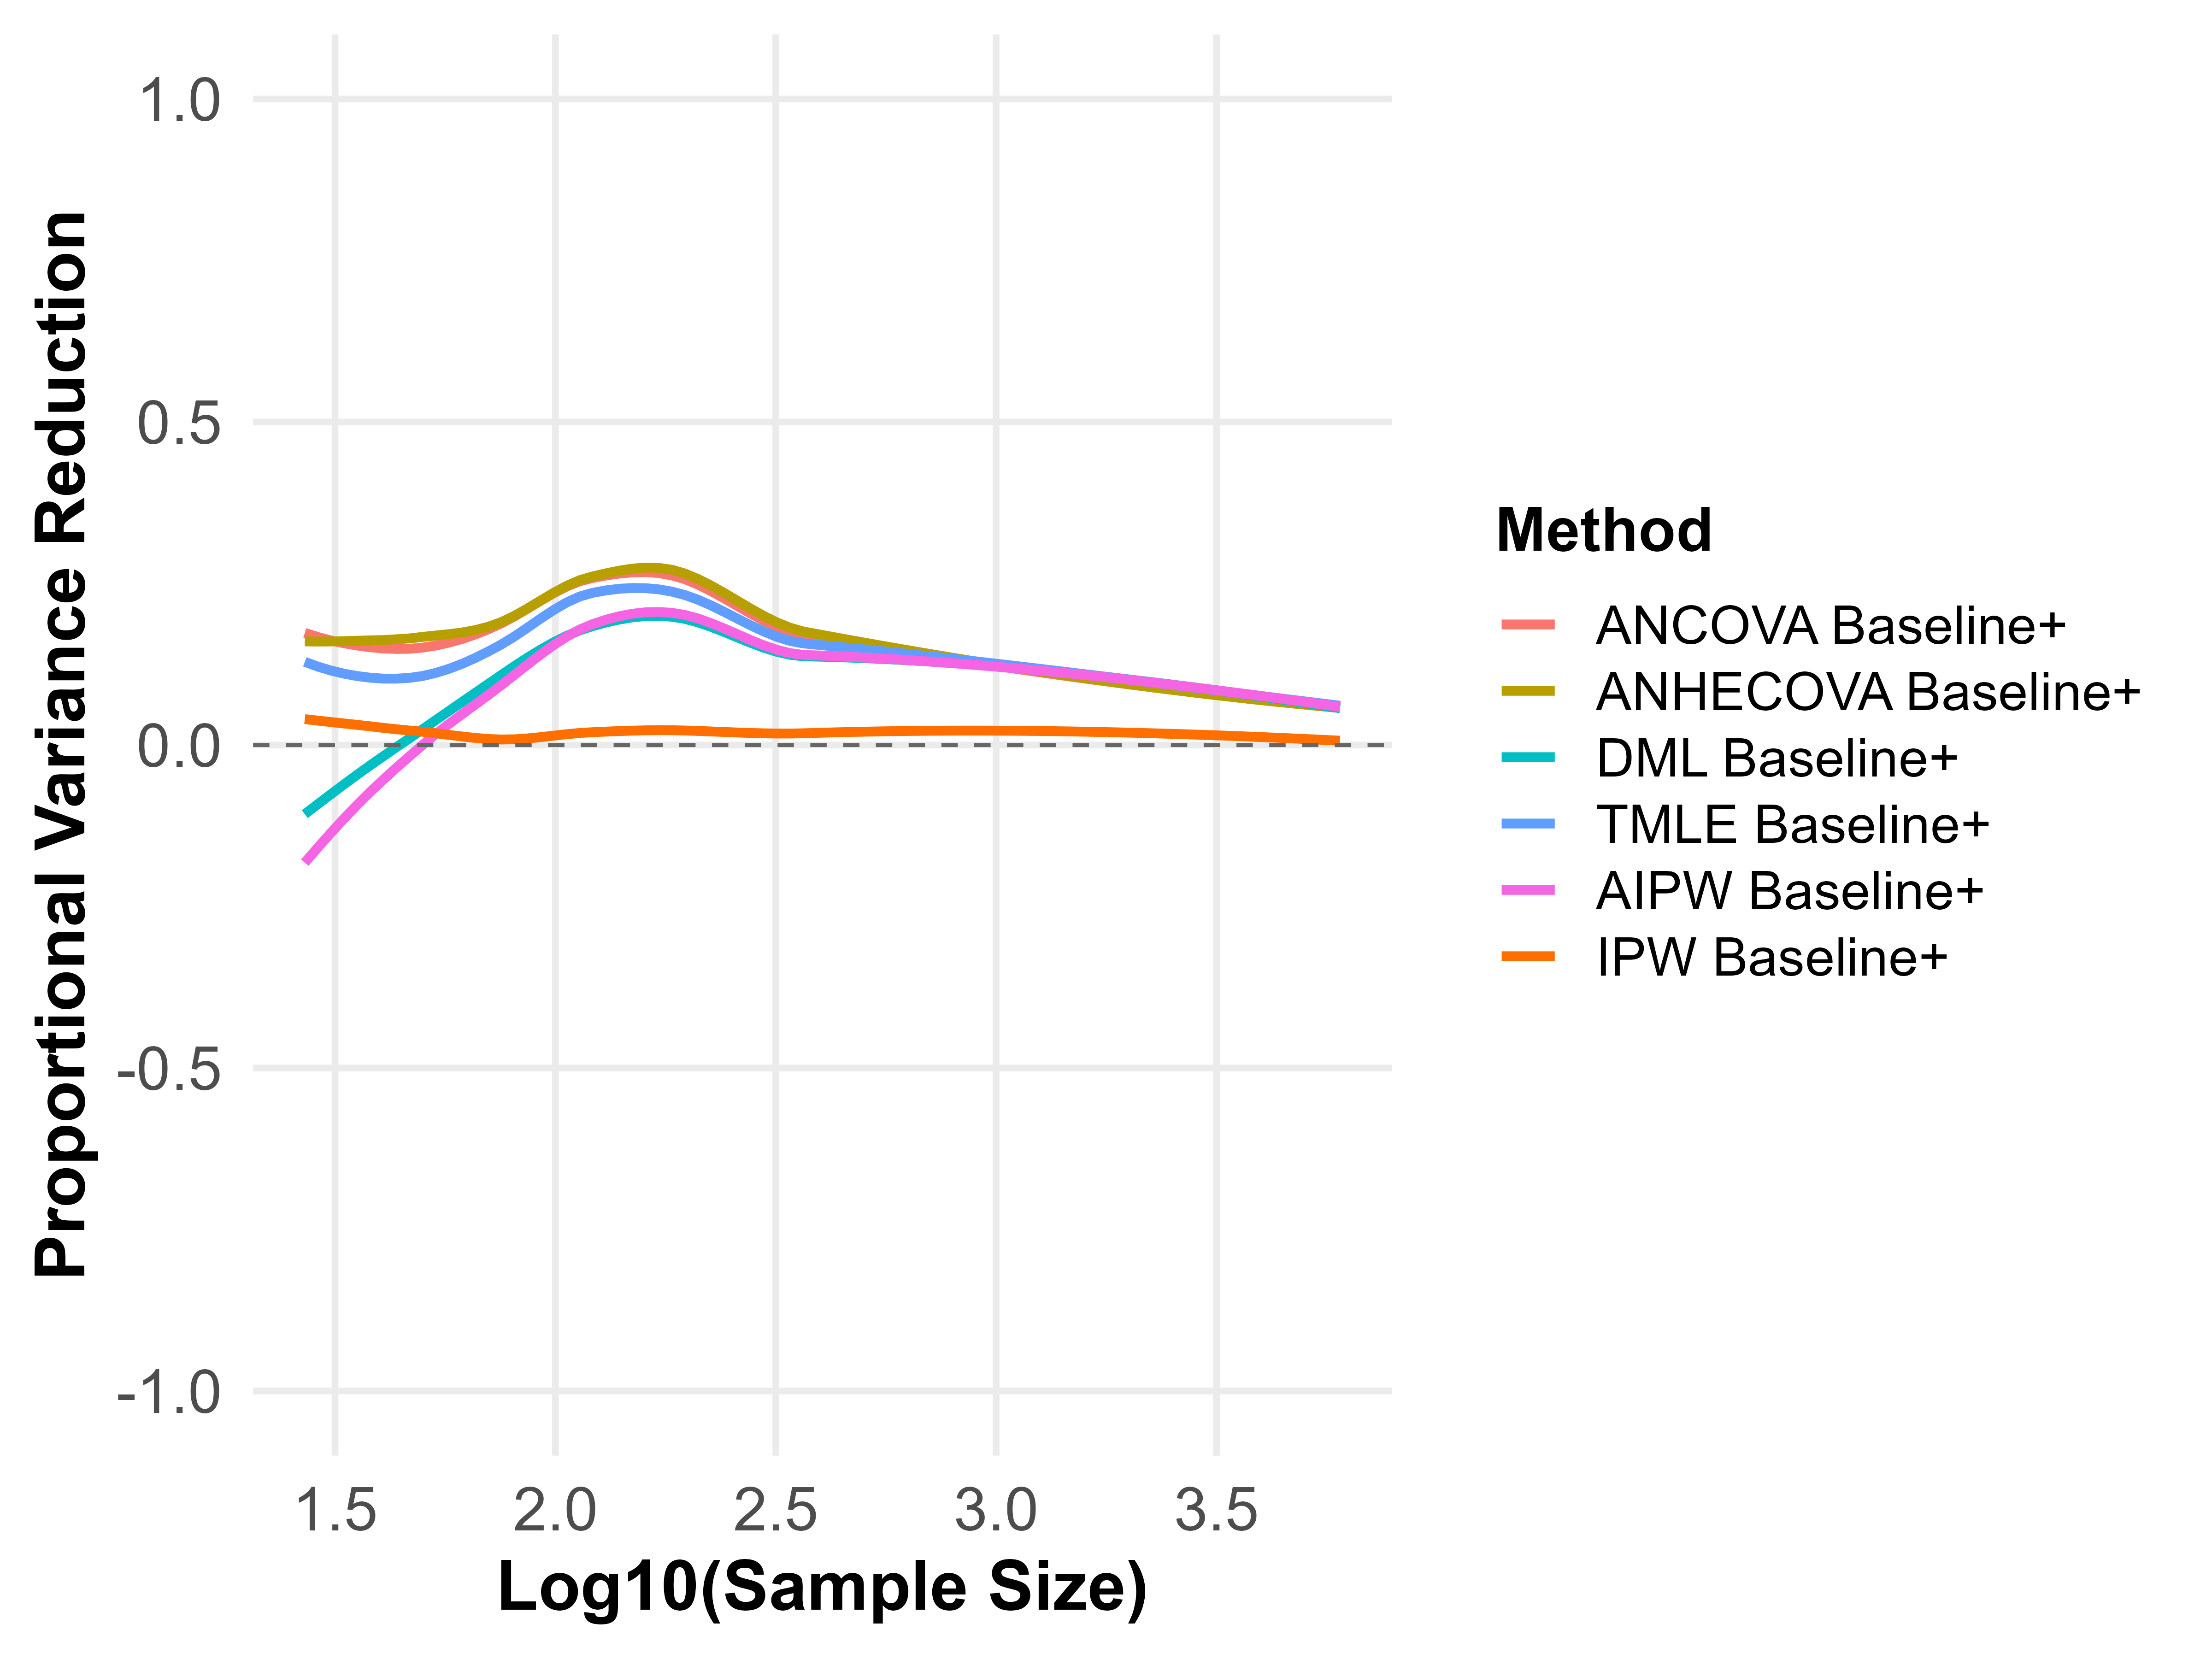 Proportional Variance Reduction
1.0
0.5
0.0
-0.5
-1.0
1.5 2.0 2.5 3.0 3.5
Log10(Sample Size)
Method
ANCOVA Baseline+
ANHECOVA Baseline+
DML Baseline+
TMLE Baseline+
AIPW Baseline+
IPW Baseline+